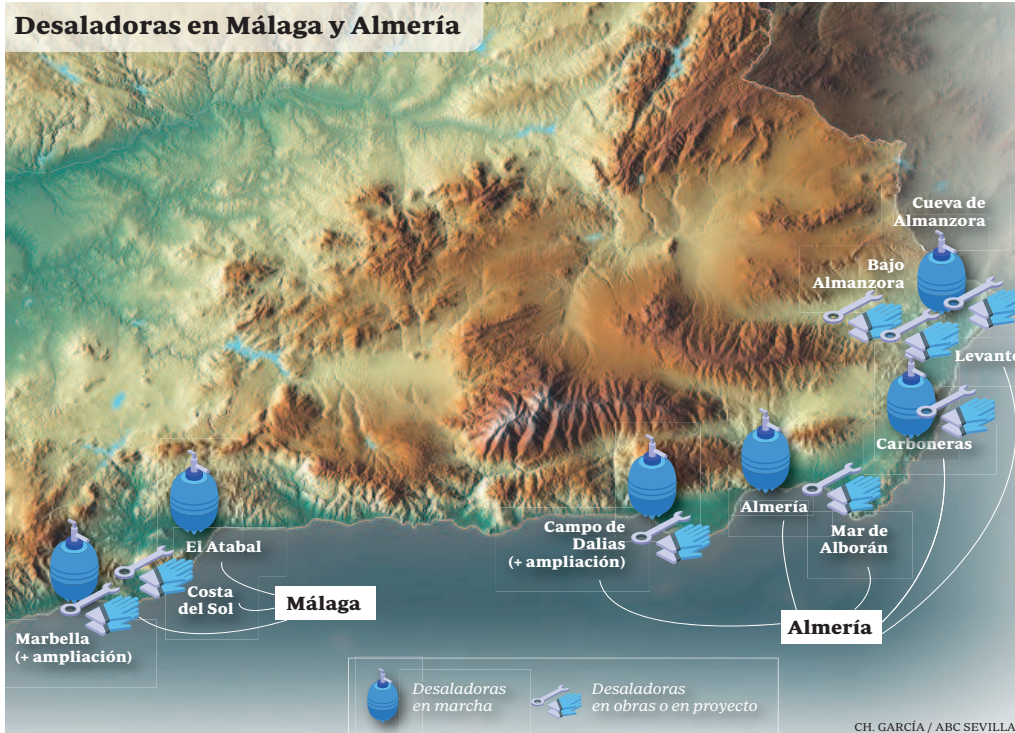 Desaladoras en Málaga y Almería
Cueva de
Almanzora
Bajo
Almanzora
Levante
Carboneras
Almería
Mar de
Alborán
Campo de
Dalias
(+ ampliación)
El Atabal
Costa
del Sol
Málaga
Marbella
(+ ampliación)
Almería
Desaladoras
en marcha
Desaladoras
en obras o en proyecto
CH. GARCÍA / ABC SEVILLA